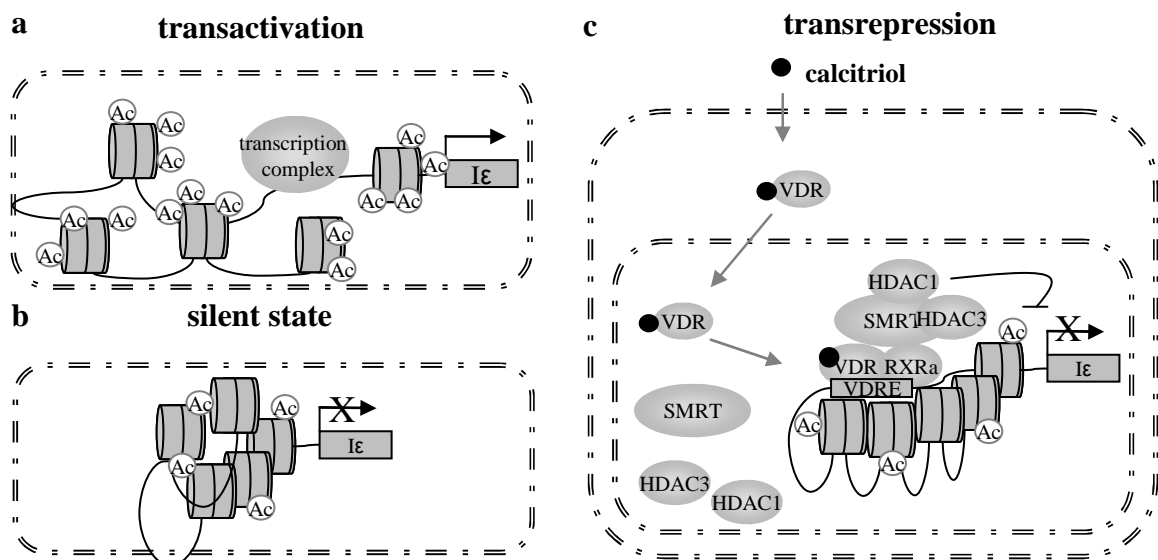 a
transactivation
Ac
Ac
Ac
Ac
Ac
Ac
Ac
Ac
Ac
Ac
Ac
Ac
transcription
complex
Ac
Ac
Ac
Ac
Iε
b
silent state
Ac
Ac
Ac
X
Iε
c
transrepression
calcitriol
VDR
VDR
SMRT
HDAC3
HDAC1
HDAC1
SMRT
HDAC3
VDR
RXRa
VDRE
Ac
Ac
Ac
Ac
X
Iε